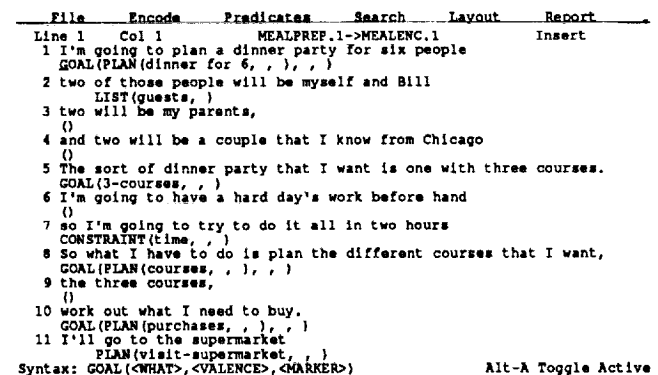 File Encode Predicates Search Layout Report
Line 1 Col 1 MEALPREP.1->MEALENC.1 Insert
1 I'm going to plan a dinner party for six people
GOAL(PLAN(dinner for 6, , ), , )
2 two of those people will be myself and Bill
LIST(guests, )
3 two will be my parents,
()
4 and two will be a couple that I know from Chicago
()
5 The sort of dinner party that I want is one with three courses.
GOAL(3-courses, , )
6 I'm going to have a hard day's work before hand
()
7 so I'm going to try to do it all in two hours
CONSTRAINT(time, , )
8 So what I have to do is plan the different courses that I want,
GOAL(PLAN(courses, , ), , )
9 the three courses,
()
10 work out what I need to buy.
GOAL(PLAN(purchases, , ), , )
11 I'll go to the supermarket
PLAN(visit-supermarket, , )
Syntax: GOAL(<WHAT>,<VALENCE>,<MARKER>) Alt-A Toggle Active